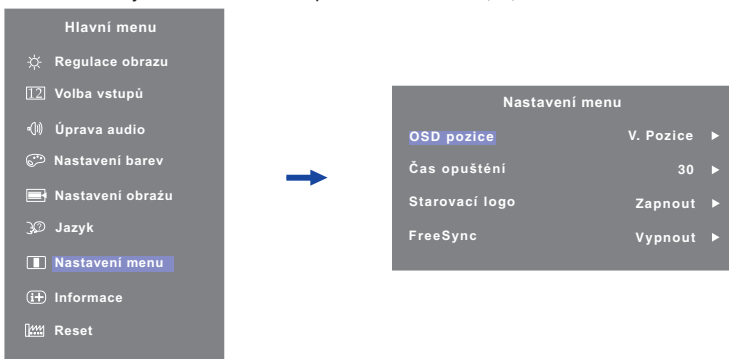 Hlavní menu
Regulace obrazu
12 Volba vstupů
Úprava audio
Nastavení barev
Nastavení obražu
Jazyk
Nastavení menu
Informace
Reset
Nastavení menu
OSD pozice V. Pozice
Čas opuštění 30
Starovací logo Zapnout
FreeSync Vypnout